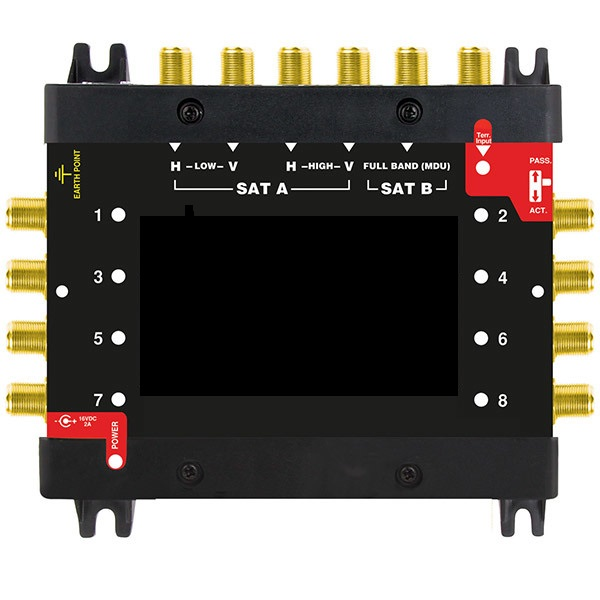 Terr.
Input
H -LOW- V H -HIGH- V FULL BAND (MDU)
SAT A SAT B
PASS.
ACT.
EARTH POINT
1 2
3 4
5 6
7 8
- +
16VDC
2A
POWER